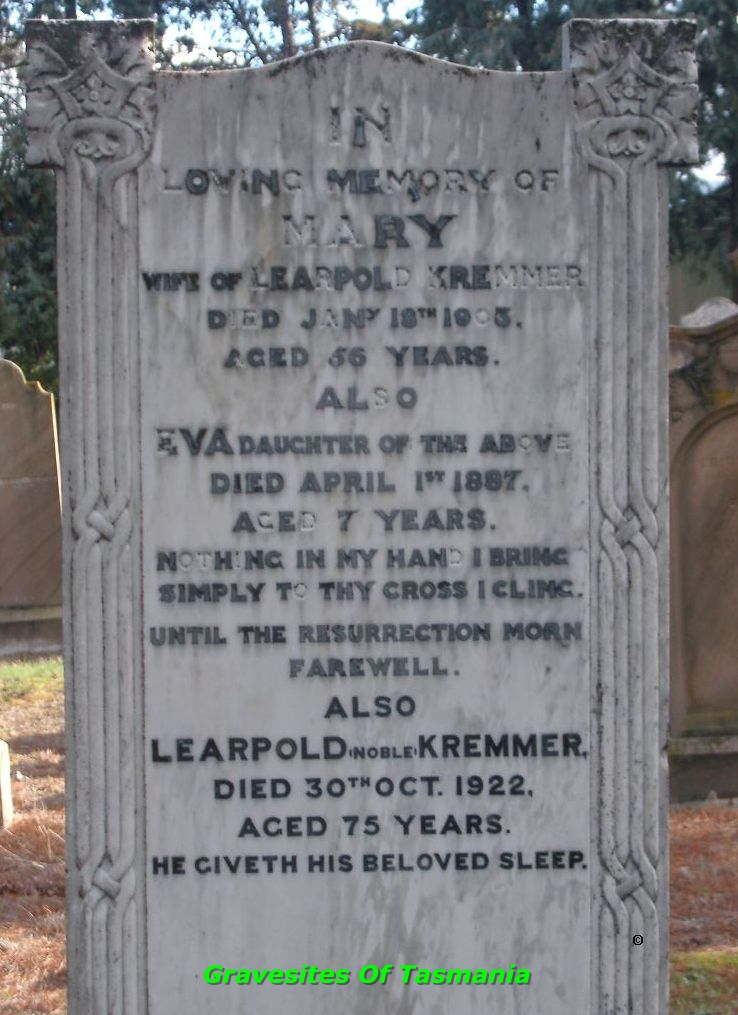 IN
LOVING MEMORY OF
MARY
WIFE OF LEARPOLD KREMMER
DIED JANY 18TH 1903.
AGED 56 YEARS.
ALSO
EVA DAUGHTER OF THE ABOVE
DIED APRIL 1ST 1887.
AGED 7 YEARS.
NOTHING IN MY HAND I BRING
SIMPLY TO THY CROSS I CLING.
UNTIL THE RESURRECTION MORN
FAREWELL.
ALSO
LEARPOLD (NOBLE) KREMMER,
DIED 30TH OCT. 1922,
AGED 75 YEARS.
HE GIVETH HIS BELOVED SLEEP.
©
Gravesites Of Tasmania